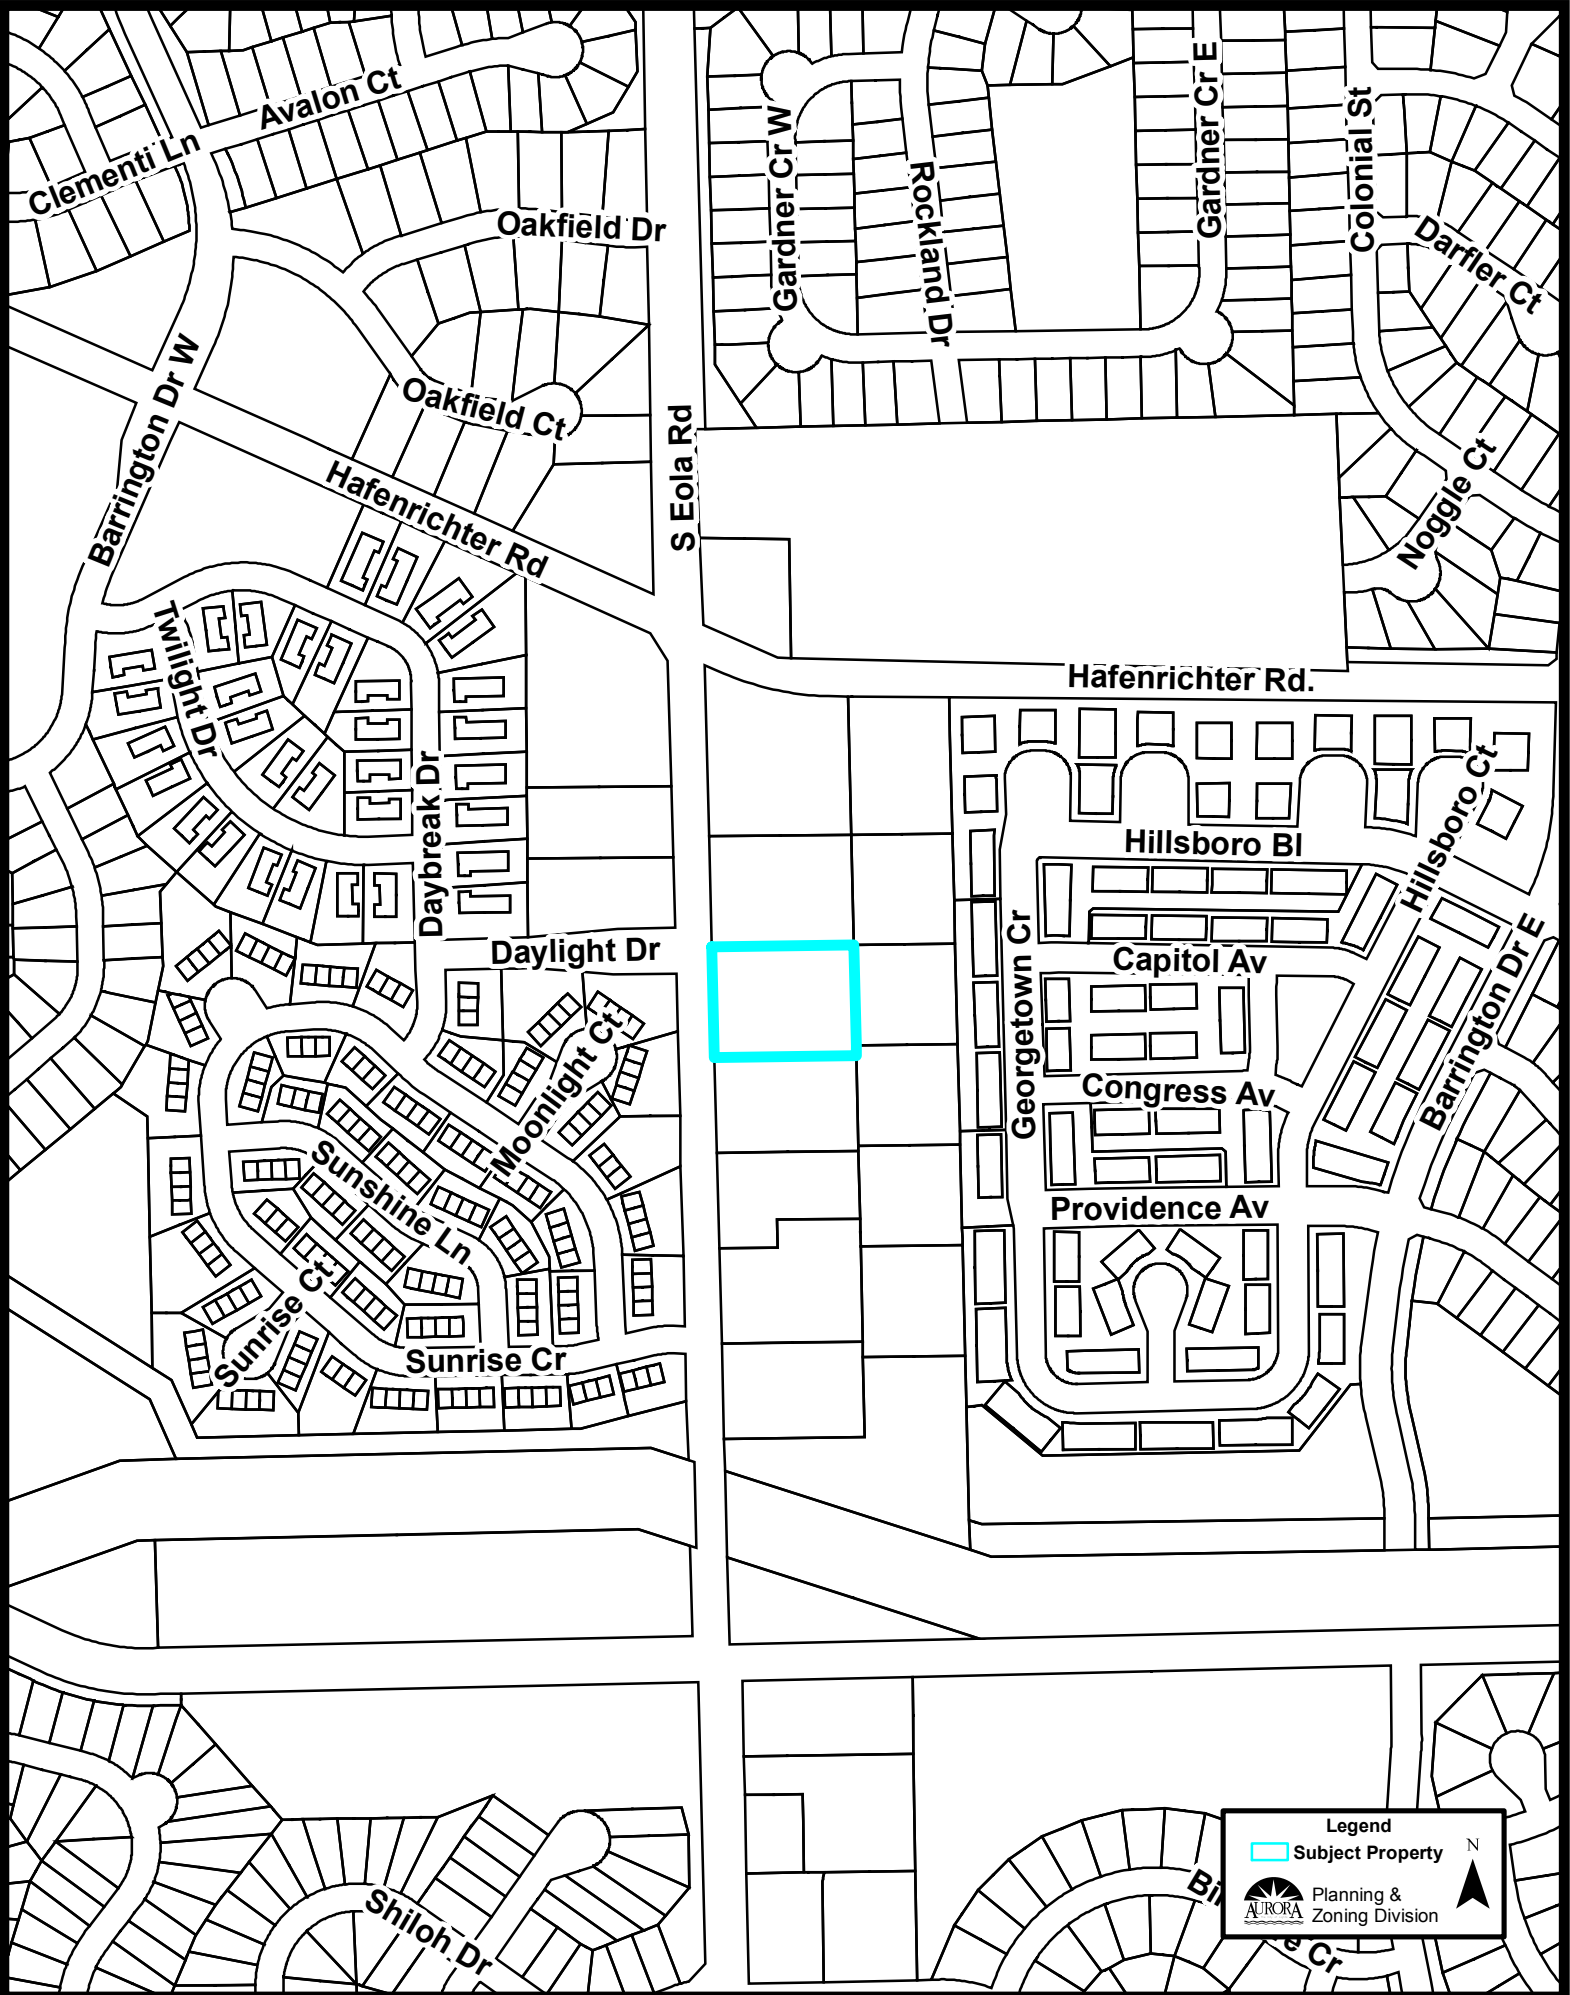 Avalon Ct
Clementi Ln
Oakfield Dr
Gardner Cr W
Rockland Dr
Gardner Cr E
Colonial St
Darfler Ct
Barrington Dr W
Oakfield Ct
S Eola Rd
Hafenrichter Rd
Noggle Ct
Twilight Dr
Hafenrichter Rd.
Daybreak Dr
Hillsboro Bl
Hillsboro Ct
Daylight Dr
Georgetown Cr
Capitol Av
Barrington Dr E
Moonlight Ct
Congress Av
Sunshine Ln
Providence Av
Sunrise Ct
Sunrise Cr
Shiloh Dr
Bi
e Cr
Legend
Subject Property
N
AURORA
Planning &
Zoning Division